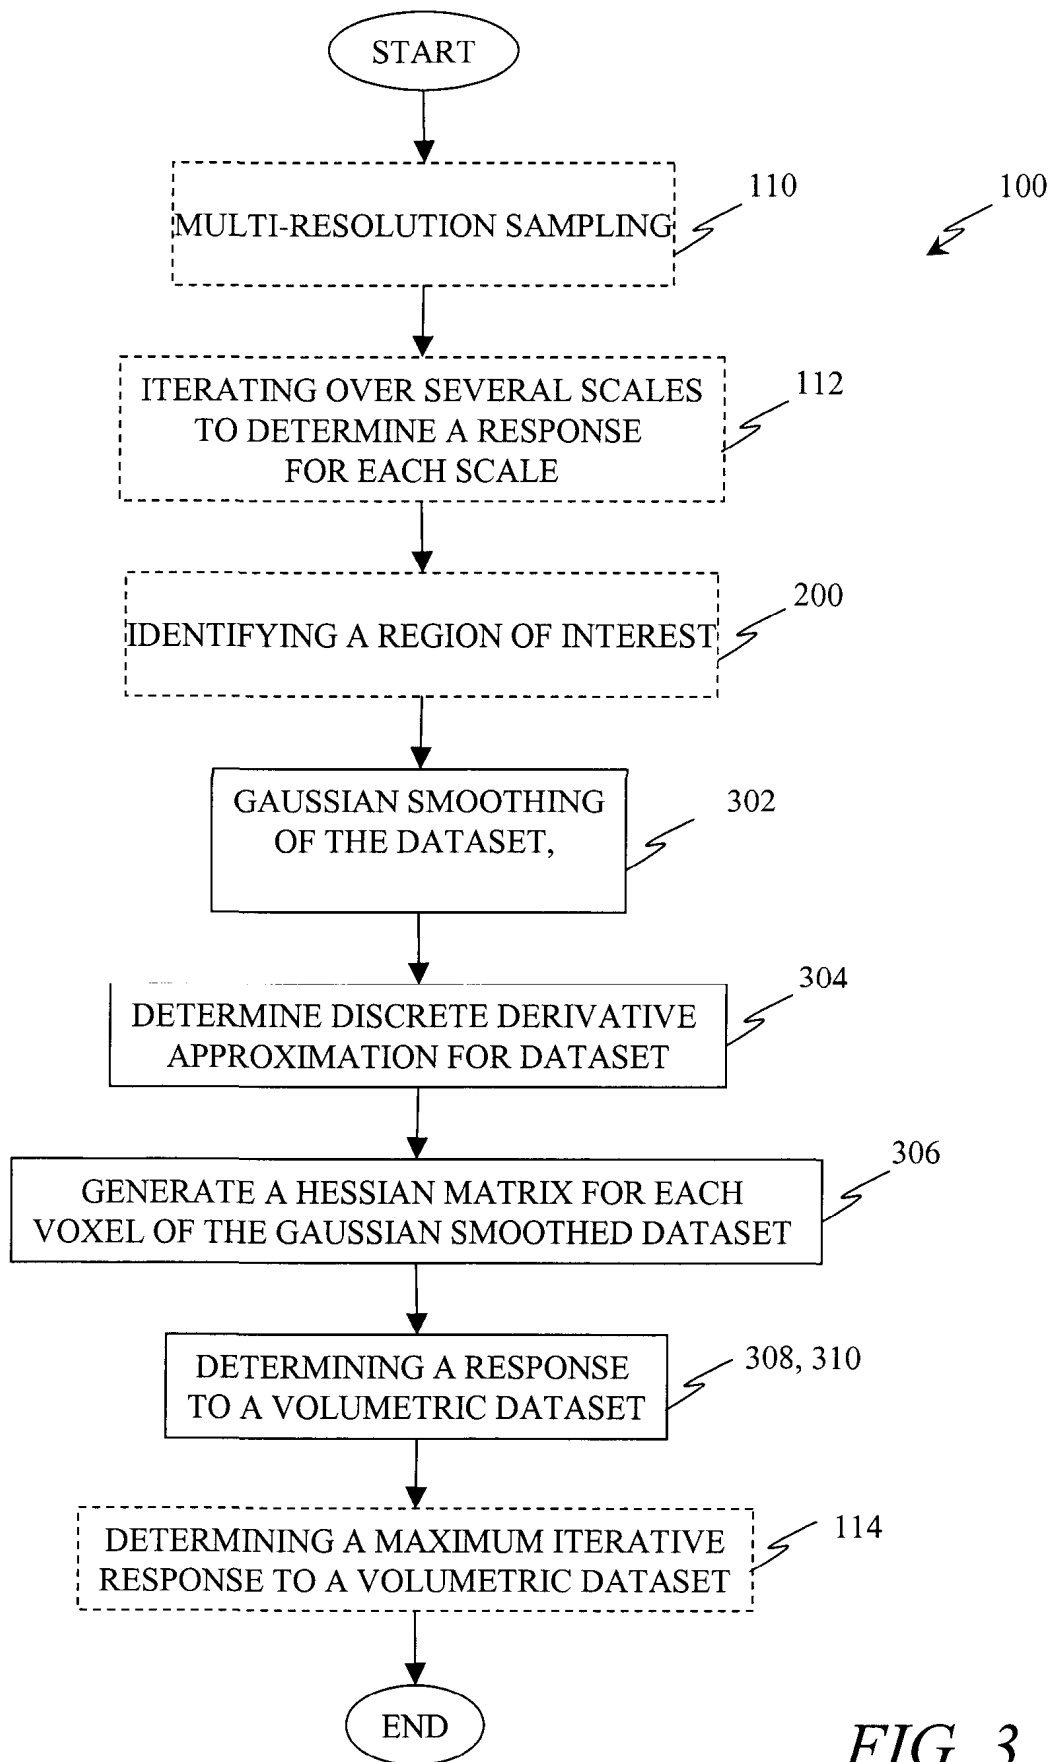 START
MULTI-RESOLUTION SAMPLING
110
100
ITERATING OVER SEVERAL SCALES
TO DETERMINE A RESPONSE
FOR EACH SCALE
112
IDENTIFYING A REGION OF INTEREST
200
GAUSSIAN SMOOTHING
OF THE DATASET,
302
DETERMINE DISCRETE DERIVATIVE
APPROXIMATION FOR DATASET
304
GENERATE A HESSIAN MATRIX FOR EACH
VOXEL OF THE GAUSSIAN SMOOTHED DATASET
306
DETERMINING A RESPONSE
TO A VOLUMETRIC DATASET
308, 310
DETERMINING A MAXIMUM ITERATIVE
RESPONSE TO A VOLUMETRIC DATASET
114
END
FIG. 3